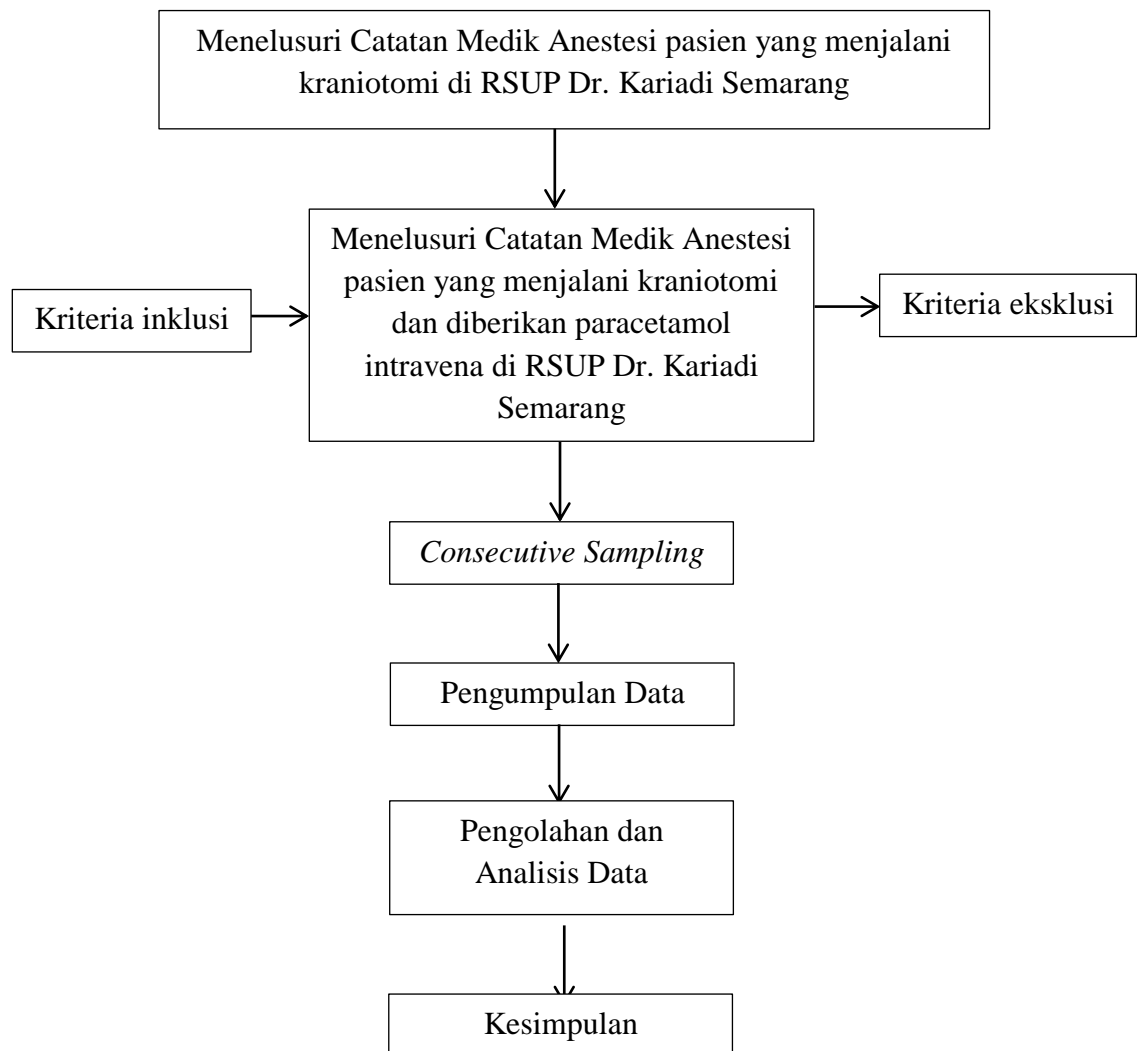 Menelusuri Catatan Medik Anestesi pasien yang menjalani
kraniotomi di RSUP Dr. Kariadi Semarang
Menelusuri Catatan Medik Anestesi
pasien yang menjalani kraniotomi
dan diberikan paracetamol
intravena di RSUP Dr. Kariadi
Semarang
Kriteria inklusi
Kriteria eksklusi
Consecutive Sampling
Pengumpulan Data
Pengolahan dan
Analisis Data
Kesimpulan